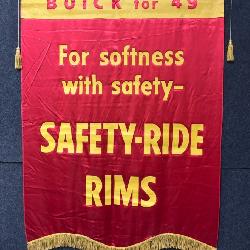 BUICK for 49
For softness
with safety-
SAFETY-RIDE
RIMS